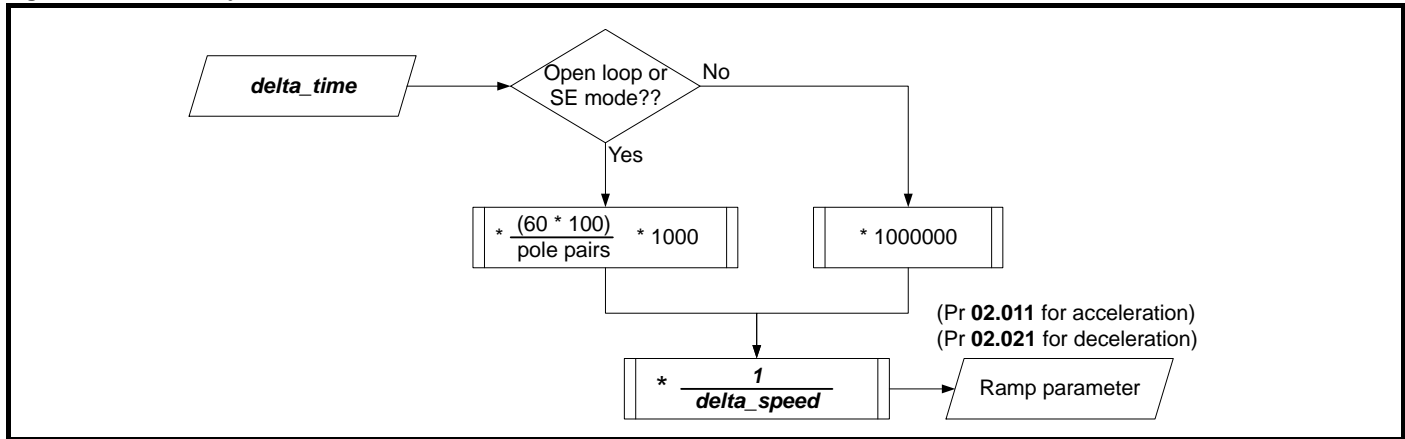 delta_time
Open loop or
SE mode??
No
Yes
* (60 * 100) / pole pairs * 1000
* 1000000
(Pr 02.011 for acceleration)
(Pr 02.021 for deceleration)
* 1 / delta_speed
Ramp parameter